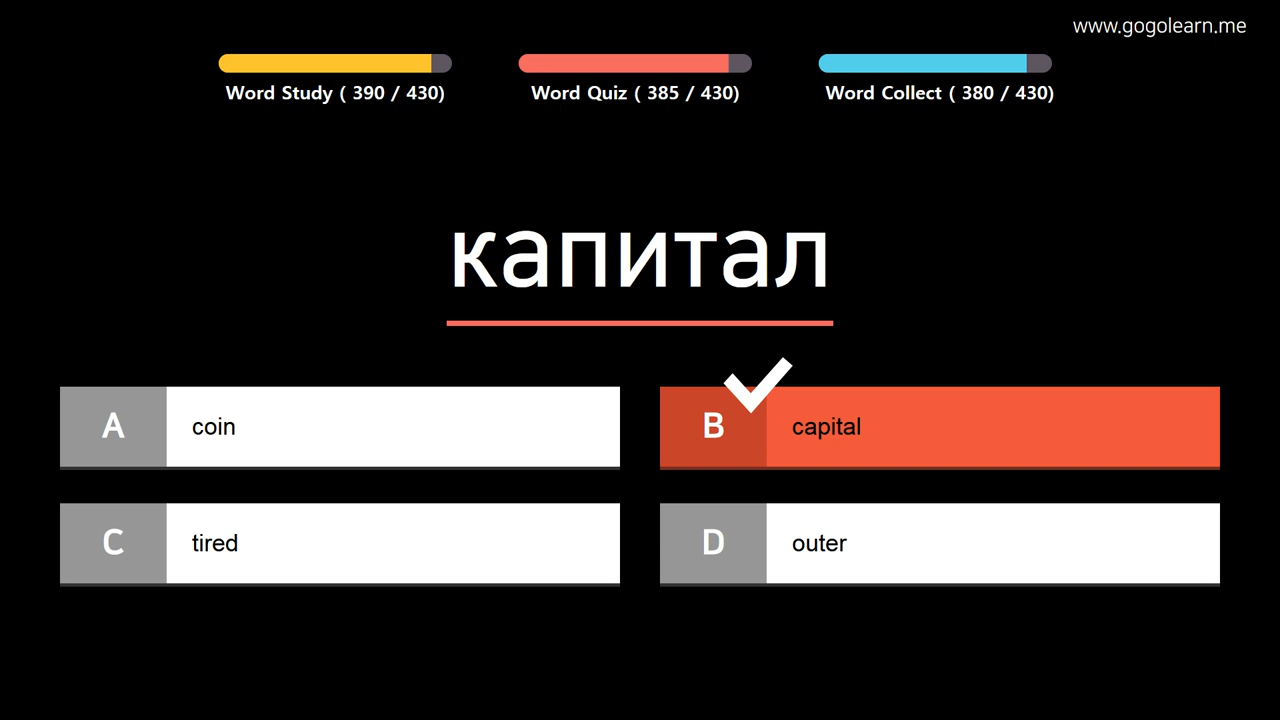 www.gogolearn.me
Word Study ( 390 / 430)
Word Quiz ( 385 / 430)
Word Collect ( 380 / 430)
капитал
A coin
B capital
C tired
D outer